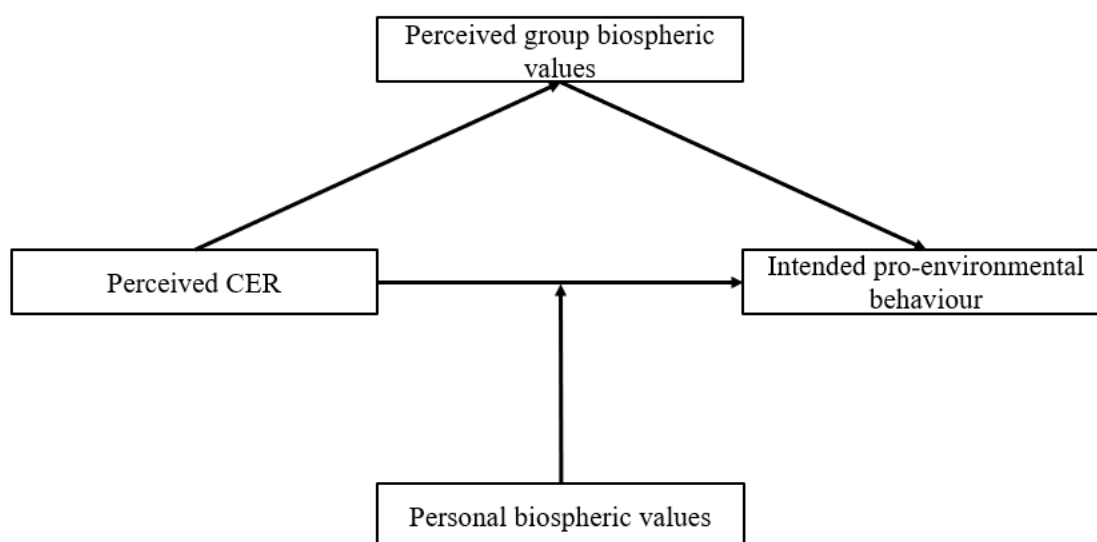 Perceived group biospheric
values
Perceived CER
Intended pro-environmental
behaviour
Personal biospheric values